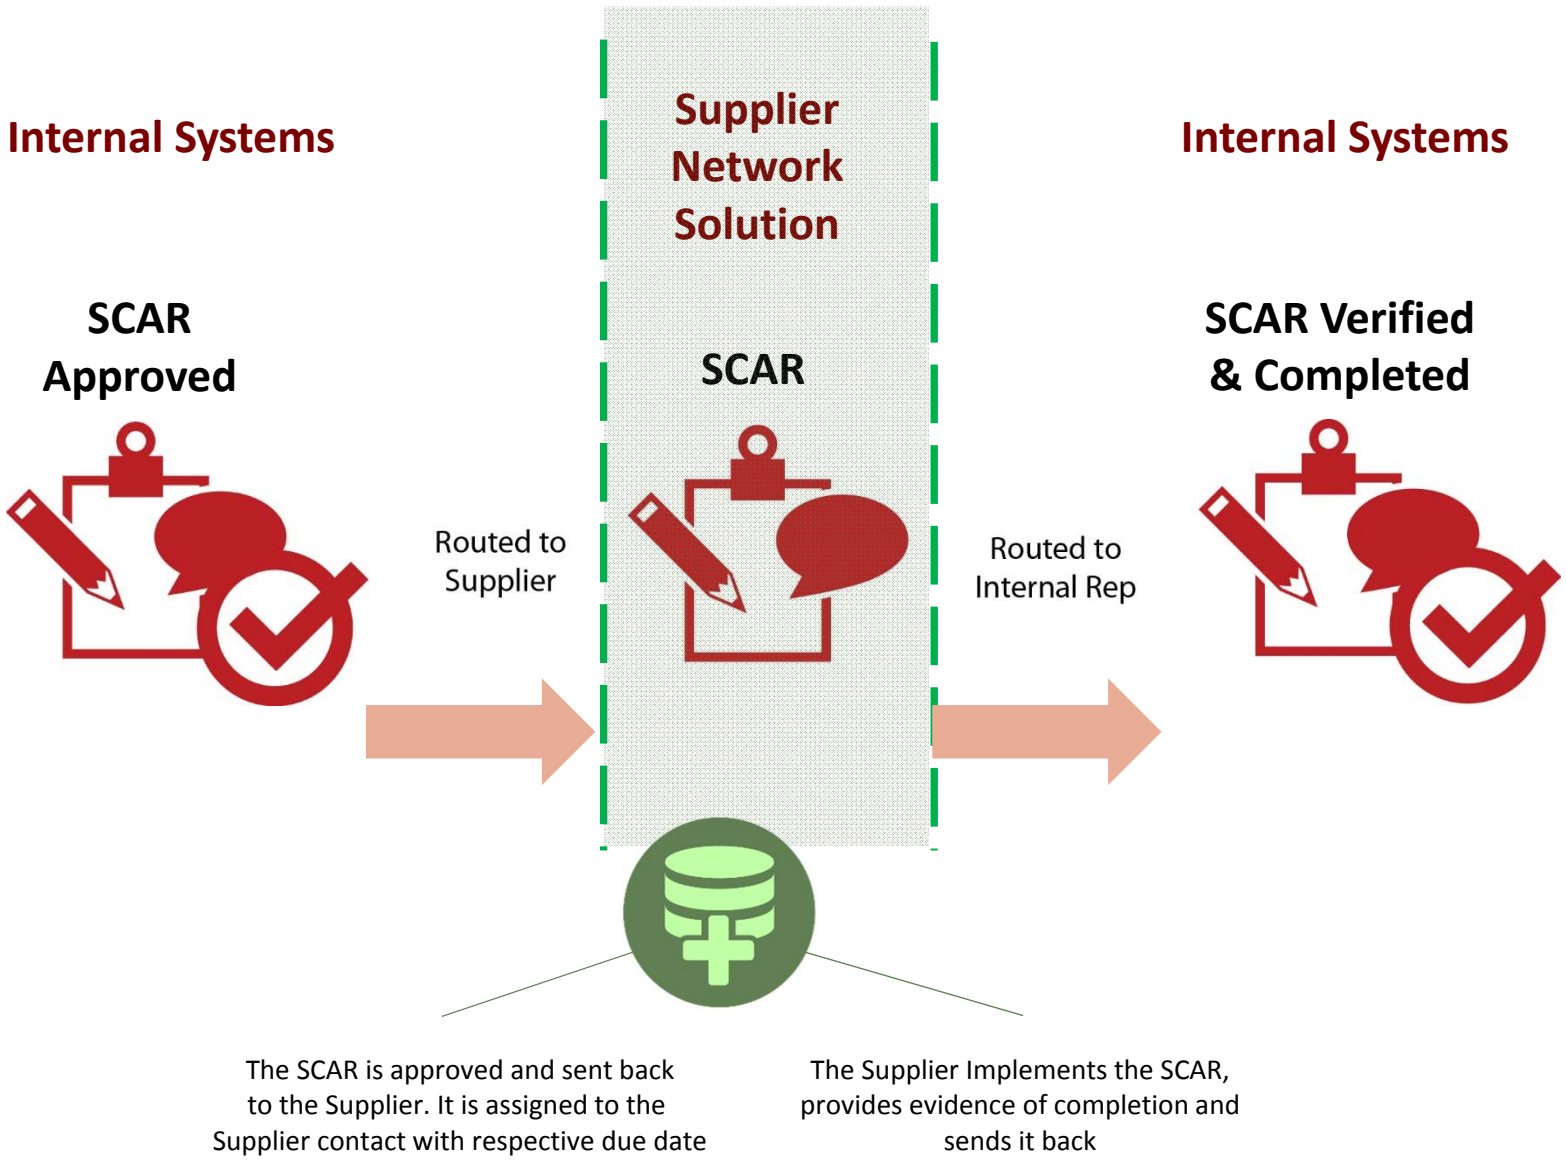 Internal Systems
SCAR
Approved
Routed to
Supplier
Supplier
Network
Solution
SCAR
Routed to
Internal Rep
Internal Systems
SCAR Verified
& Completed
The SCAR is approved and sent back
to the Supplier. It is assigned to the
Supplier contact with respective due date
The Supplier Implements the SCAR,
provides evidence of completion and
sends it back